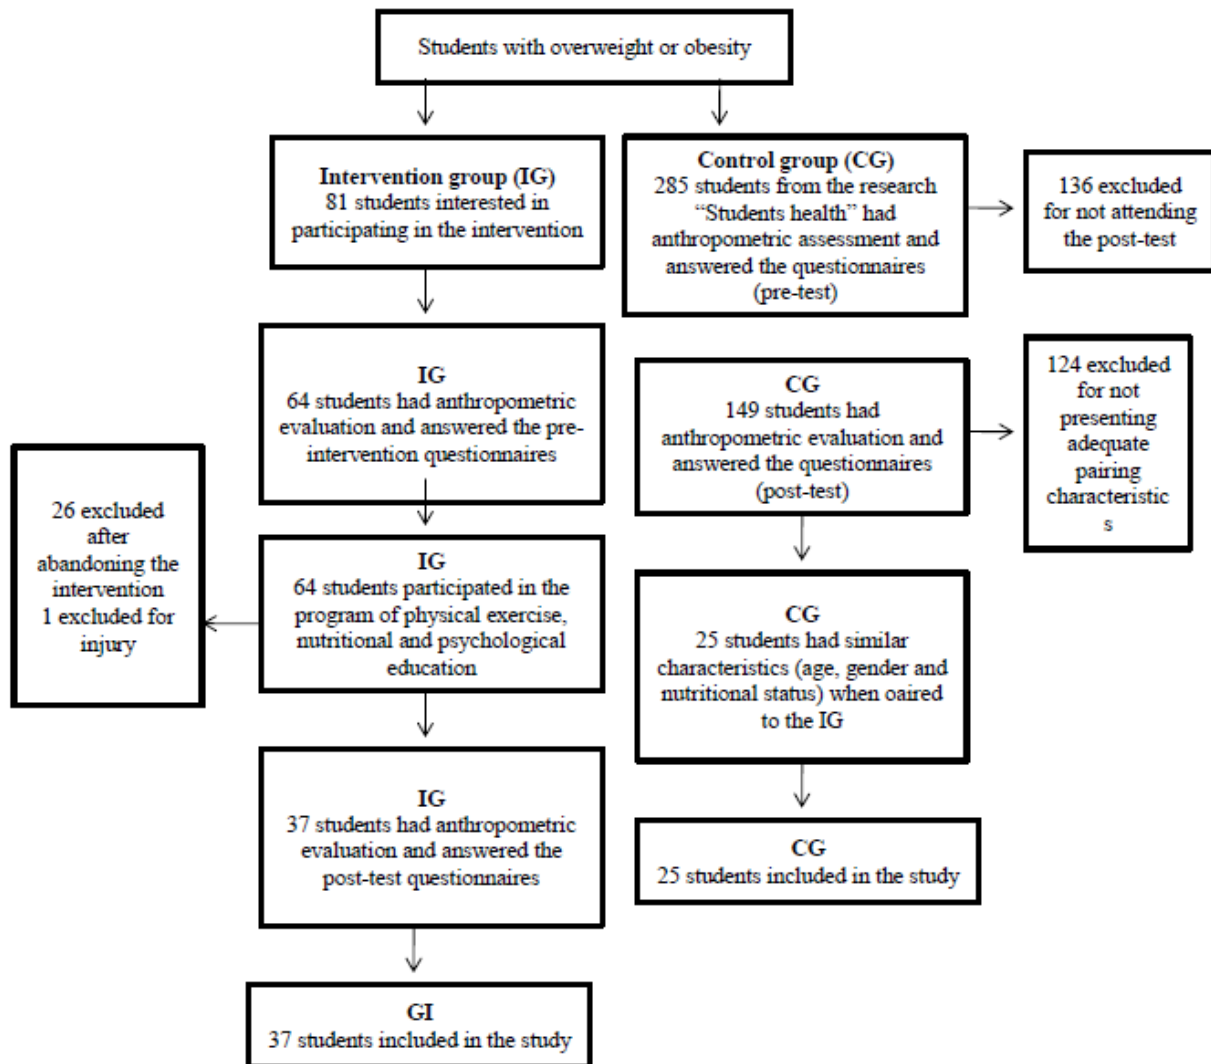 Students with overweight or obesity
Intervention group (IG)
81 students interested in
participating in the intervention
Control group (CG)
285 students from the research
“Students health” had
anthropometric assessment and
answered the questionnaires
(pre-test)
136 excluded
for not attending
the post-test
IG
64 students had anthropometric
evaluation and answered the pre-
intervention questionnaires
CG
149 students had
anthropometric evaluation and
answered the questionnaires
(post-test)
124 excluded
for not
presenting
adequate
pairing
characteristic
s
26 excluded
after
abandoning the
intervention
1 excluded for
injury
IG
64 students participated in the
program of physical exercise,
nutritional and psychological
education
CG
25 students had similar
characteristics (age, gender and
nutritional status) when oaired
to the IG
IG
37 students had anthropometric
evaluation and answered the
post-test questionnaires
CG
25 students included in the study
GI
37 students included in the study